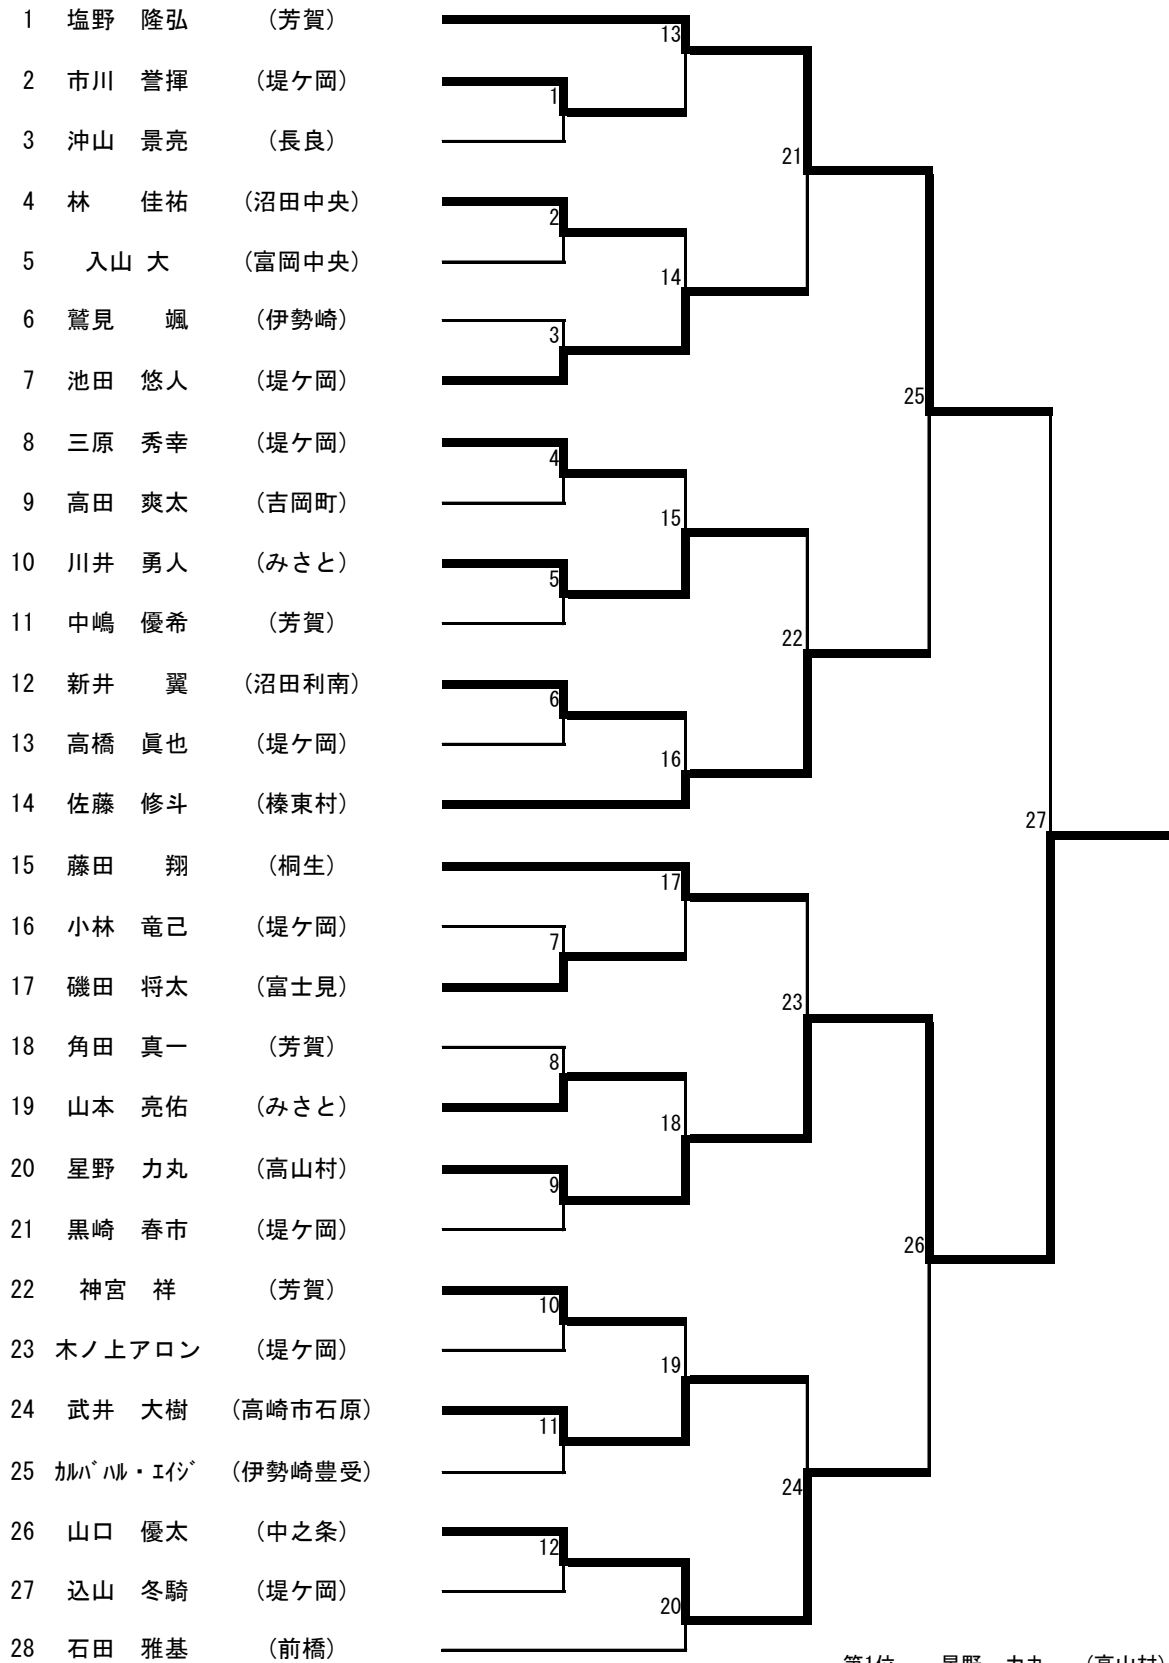 1 塩野 隆弘 (芳賀)
13
2 市川 誉揮 (堤ケ岡)
1
3 沖山 景亮 (長良)
21
4 林 佳祐 (沼田中央)
2
5 入山 大 (富岡中央)
14
6 鷲見 颯 (伊勢崎)
3
7 池田 悠人 (堤ケ岡)
25
8 三原 秀幸 (堤ケ岡)
4
9 高田 爽太 (吉岡町)
15
10 川井 勇人 (みさと)
5
11 中嶋 優希 (芳賀)
22
12 新井 翼 (沼田利南)
6
13 高橋 眞也 (堤ケ岡)
16
14 佐藤 修斗 (榛東村)
27
15 藤田 翔 (桐生)
17
16 小林 竜己 (堤ケ岡)
7
17 磯田 将太 (富士見)
23
18 角田 真一 (芳賀)
8
19 山本 亮佑 (みさと)
18
20 星野 力丸 (高山村)
9
21 黒崎 春市 (堤ケ岡)
26
22 神宮 祥 (芳賀)
10
23 木ノ上アロン (堤ケ岡)
19
24 武井 大樹 (高崎市石原)
11
25 ｶﾙﾊﾞﾊﾙ・ｴｲｼﾞ (伊勢崎豊受)
24
26 山口 優太 (中之条)
12
27 込山 冬騎 (堤ケ岡)
20
28 石田 雅基 (前橋)
第1位 星野 力丸 (高山村)